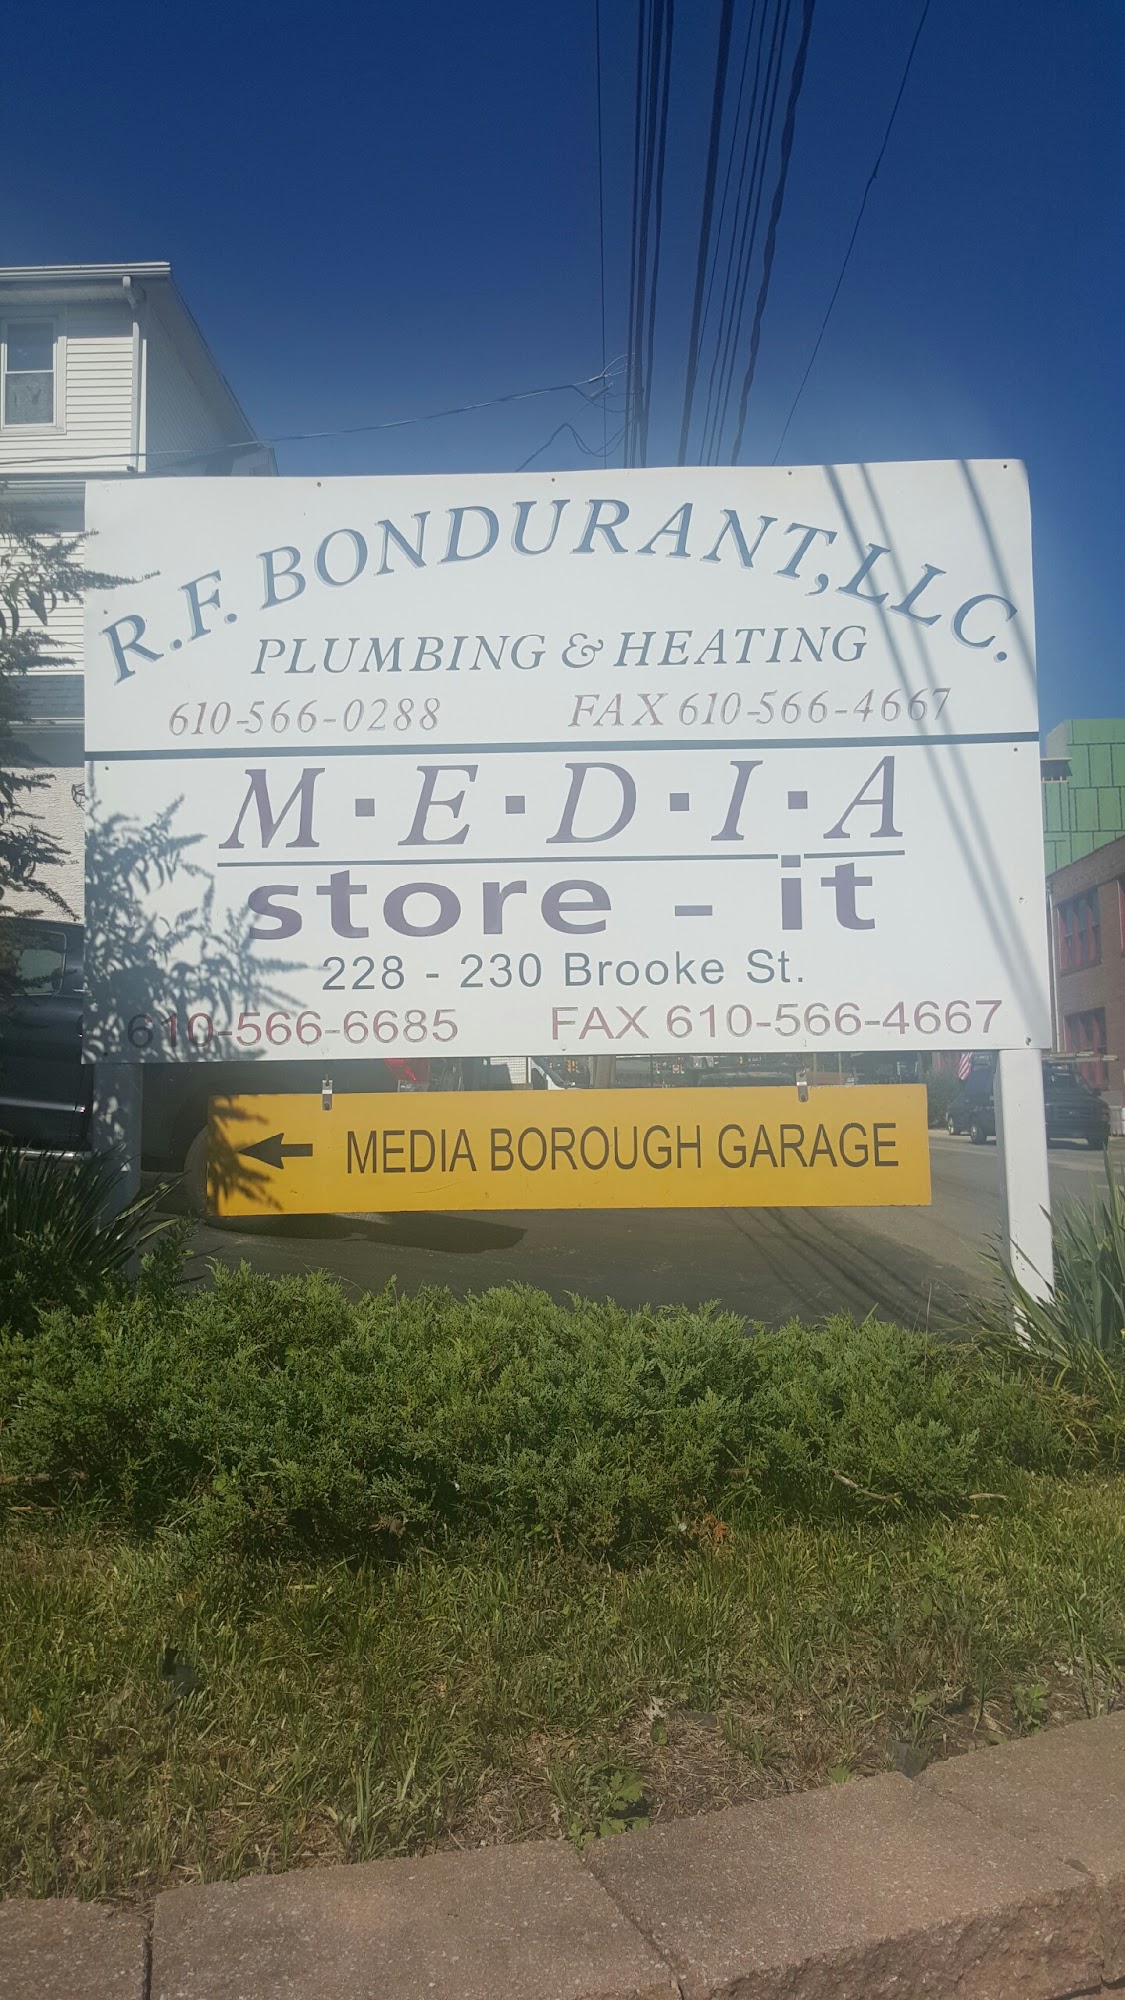 R.F. BONDURANT, LLC.
PLUMBING & HEATING
610-566-0288 FAX 610-566-4667
M·E·D·I·A
store - it
228 - 230 Brooke St.
610-566-6685 FAX 610-566-4667
MEDIA BOROUGH GARAGE